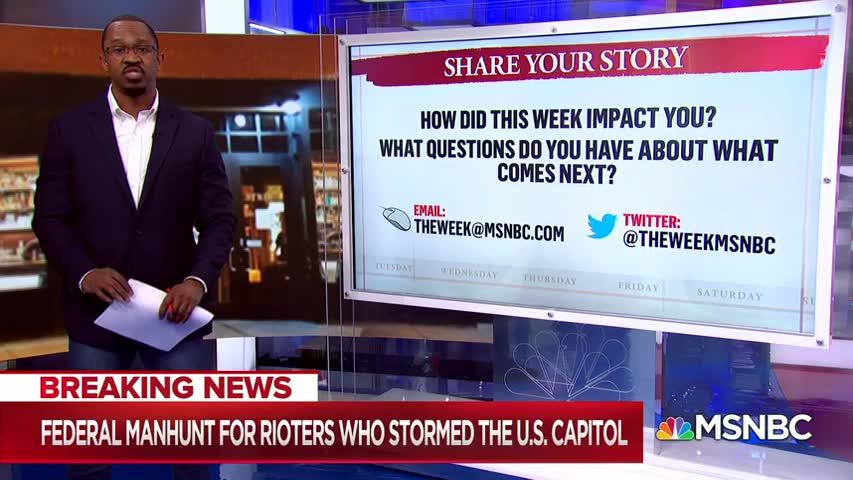 SHARE YOUR STORY
HOW DID THIS WEEK IMPACT YOU?
WHAT QUESTIONS DO YOU HAVE ABOUT WHAT
COMES NEXT?
EMAIL:
THEWEEK@MSNBC.COM
TWITTER:
@THEWEEKMSNBC
TUESDAY WEDNESDAY THURSDAY FRIDAY SATURDAY SU
BREAKING NEWS
FEDERAL MANHUNT FOR RIOTERS WHO STORMED THE U.S. CAPITOL
MSNBC